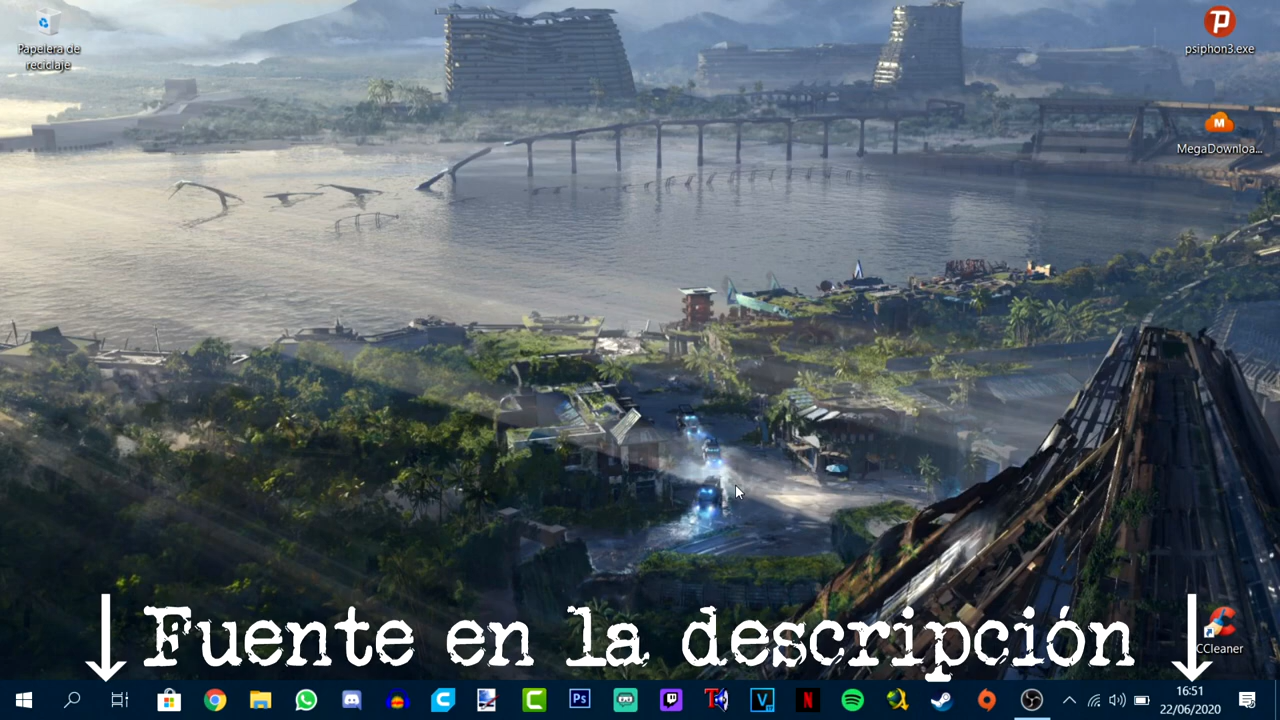 Papelera de
reciclaje
psiphon3.exe
MegaDownloa...
Fuente en la descripción
CCleaner
16:51
22/06/2020